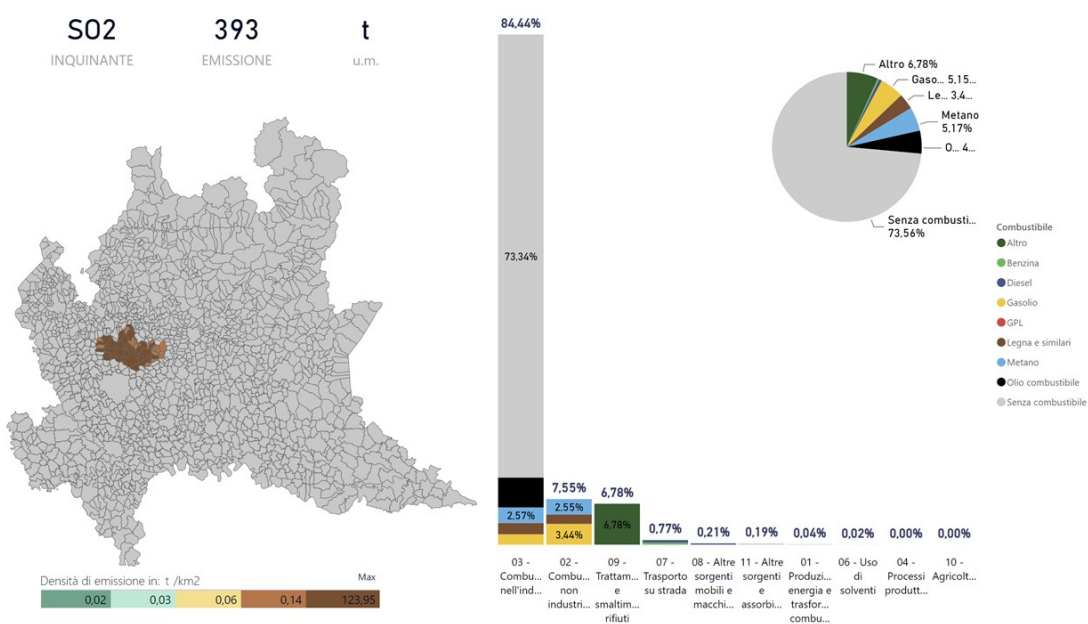 SO2
393
t
INQUINANTE
EMISSIONE
u.m.
84,44%
73,34%
2,57%
7,55%
2,55%
3,44%
6,78%
6,78%
0,77%
0,21%
0,19%
0,04%
0,02%
0,00%
0,00%
03 -
Combu...
nell'ind...
02 -
Combu...
non
industri...
09 -
Trattam...
e
smaltim...
rifiuti
07 -
Trasporto
su strada
08 - Altre
sorgenti
mobili e
macchi...
11 - Altre
sorgenti
e
assorbi...
01 -
Produzi...
energia e
trasfor...
combu...
06 - Uso
di
solventi
04 -
Processi
produtt...
10 -
Agricolt...
Altro 6,78%
Gaso... 5,15...
Le... 3,4...
Metano
5,17%
O... 4...
Senza combusti...
73,56%
Combustibile
Altro
Benzina
Diesel
Gasolio
GPL
Legna e similari
Metano
Olio combustibile
Senza combustibile
Densità di emissione in: t /km2
Max
0,02
0,03
0,06
0,14
123,95